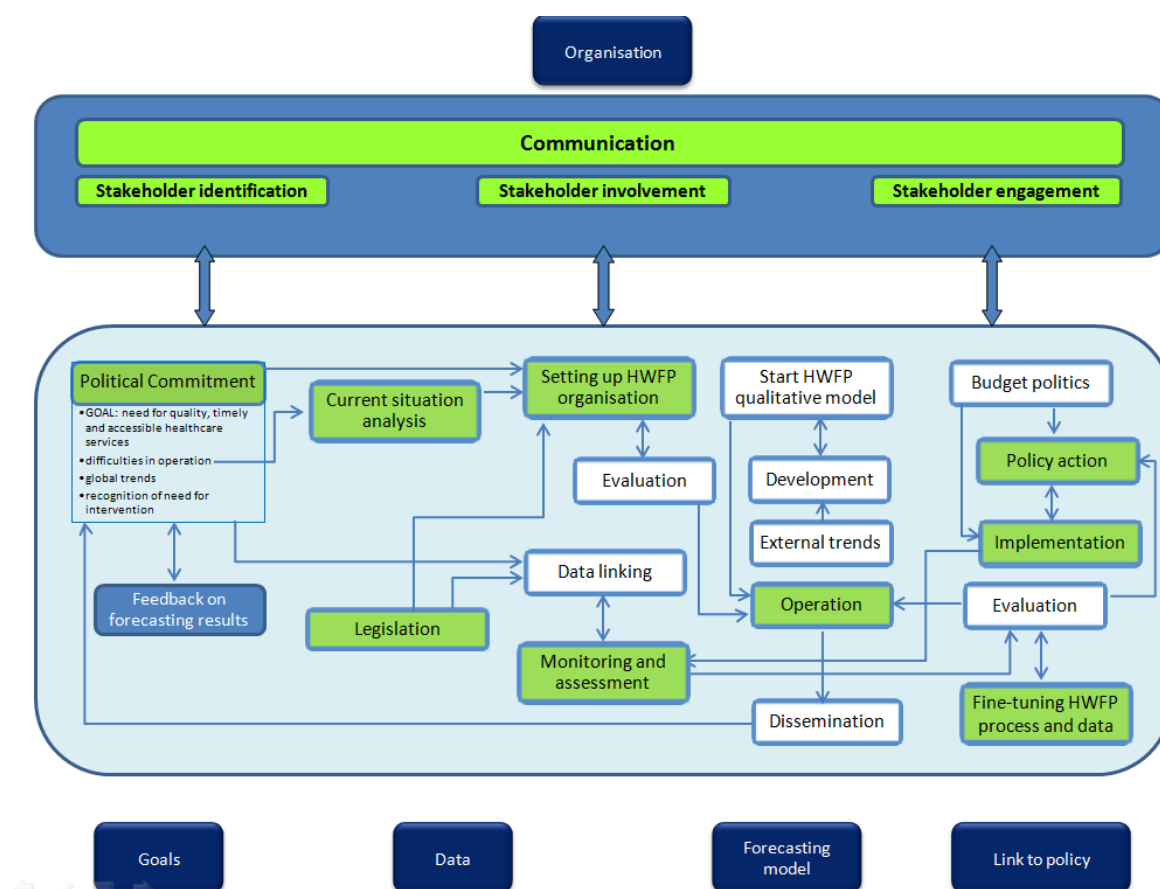 Organisation
Communication
Stakeholder identification
Stakeholder involvement
Stakeholder engagement
Political Commitment
•GOAL: need for quality, timely
and accessible healthcare
services
•difficulties in operation
•global trends
•recognition of need for
intervention
Feedback on
forecasting results
Current situation
analysis
Legislation
Setting up HWFP
organisation
Evaluation
Data linking
Monitoring and
assessment
Start HWFP
qualitative model
Development
External trends
Operation
Dissemination
Budget politics
Policy action
Implementation
Evaluation
Fine-tuning HWFP
process and data
Goals
Data
Forecasting
model
Link to policy